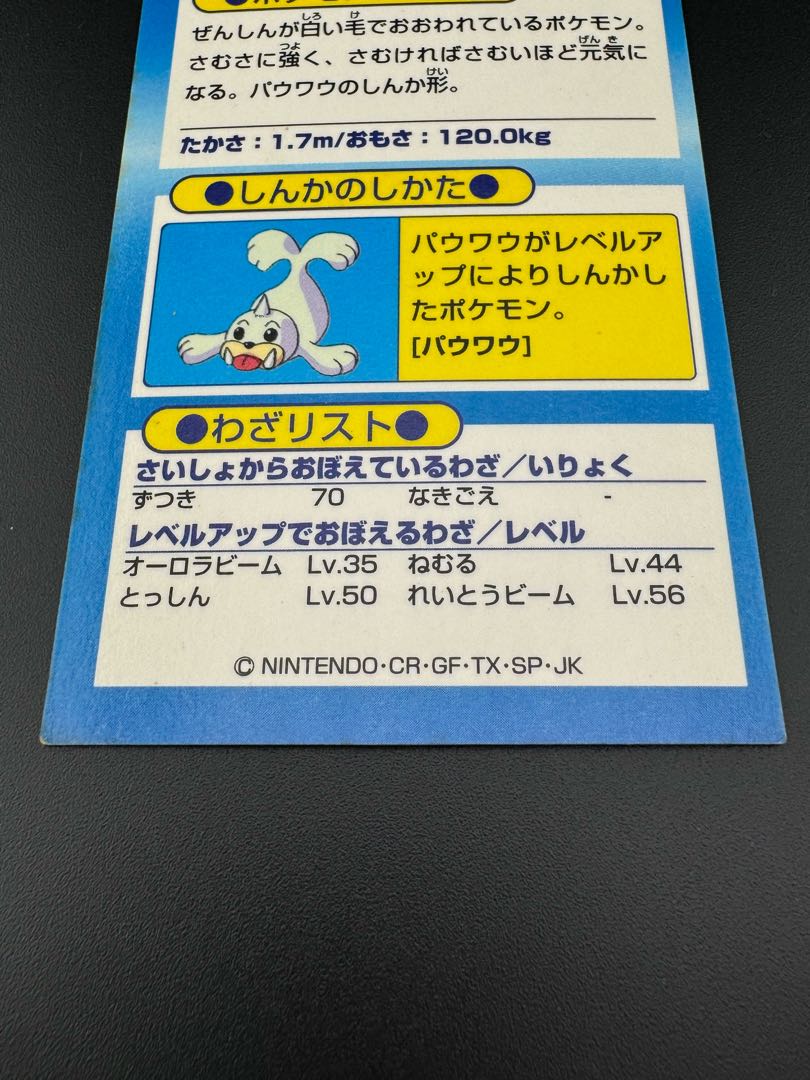 ぜんしんが白い毛でおおわれているポケモン。
さむさに強く、さむければさむいほど元気に
なる。パウワウのしんか形。
たかさ：1.7m/おもさ：120.0kg
●しんかのしかた●
パウワウがレベルア
ップによりしんかし
たポケモン。
[パウワウ]
●わざリスト●
さいしょからおぼえているわざ／いりょく
ずつき 70 なきごえ -
レベルアップでおぼえるわざ／レベル
オーロラビーム Lv.35 ねむる Lv.44
とっしん Lv.50 れいとうビーム Lv.56
© NINTENDO・CR・GF・TX・SP・JK